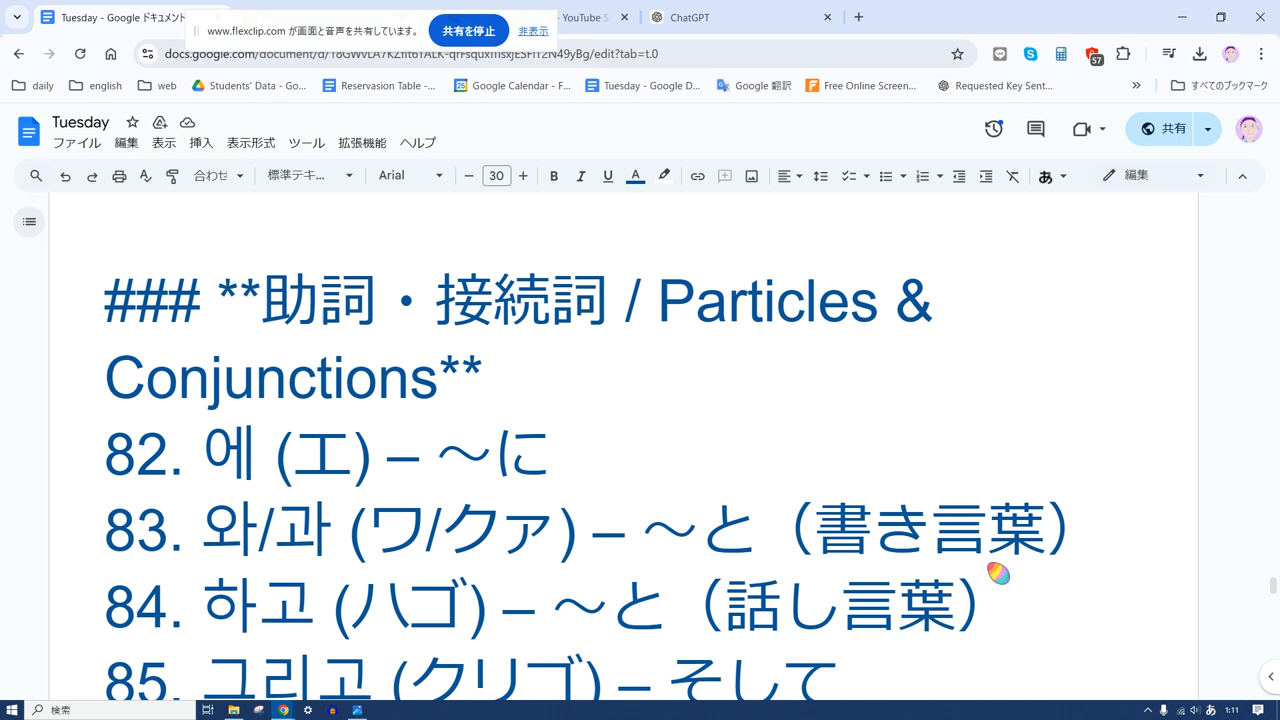 Tuesday - Google ドキュメント
www.flexclip.com が画面と音声を共有しています。
共有を停止
非表示
- YouTube S
ChatGPT
daily
english
web
Students' Data - Go...
Reservasion Table -...
Google Calendar - F...
Tuesday - Google D...
Google 翻訳
Free Online Screen...
Requested Key Sent...
すべてのブックマーク
57
Tuesday
ファイル 編集 表示 挿入 表示形式 ツール 拡張機能 ヘルプ
共有
合わせ
標準テキ...
Arial
30
編集
### **助詞・接続詞 / Particles &
Conjunctions**
82. 에 (エ) – ～に
83. 와/과 (ワ/クァ) – ～と（書き言葉）
84. 하고 (ハゴ) – ～と（話し言葉）
85. 그리고 (クリゴ) – そして
検索
あ
1:11